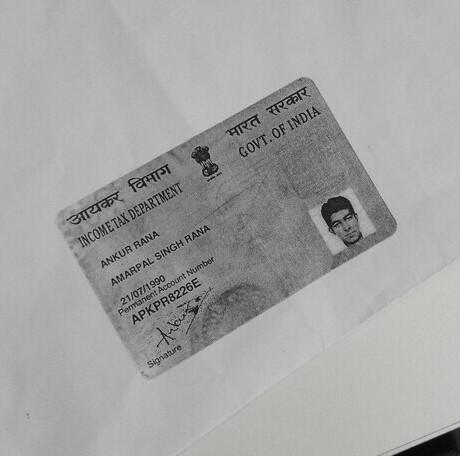 आयकर विभाग
INCOME TAX DEPARTMENT
भारत सरकार
GOVT. OF INDIA
ANKUR RANA
AMARPAL SINGH RANA
21/07/1990
Permanent Account Number
APKPR8226E
Signature